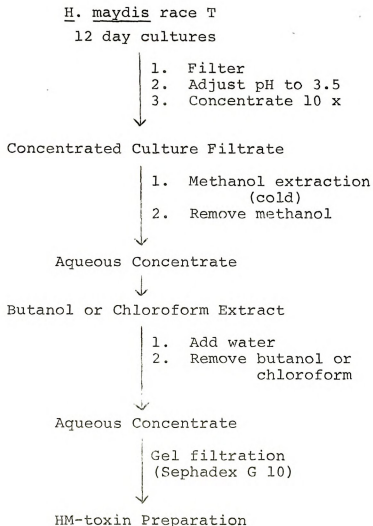 H. maydis race T
12 day cultures
1. Filter
2. Adjust pH to 3.5
3. Concentrate 10 x
Concentrated Culture Filtrate
1. Methanol extraction
(cold)
2. Remove methanol
Aqueous Concentrate
Butanol or Chloroform Extract
1. Add water
2. Remove butanol or
chloroform
Aqueous Concentrate
Gel filtration
(Sephadex G 10)
HM-toxin Preparation